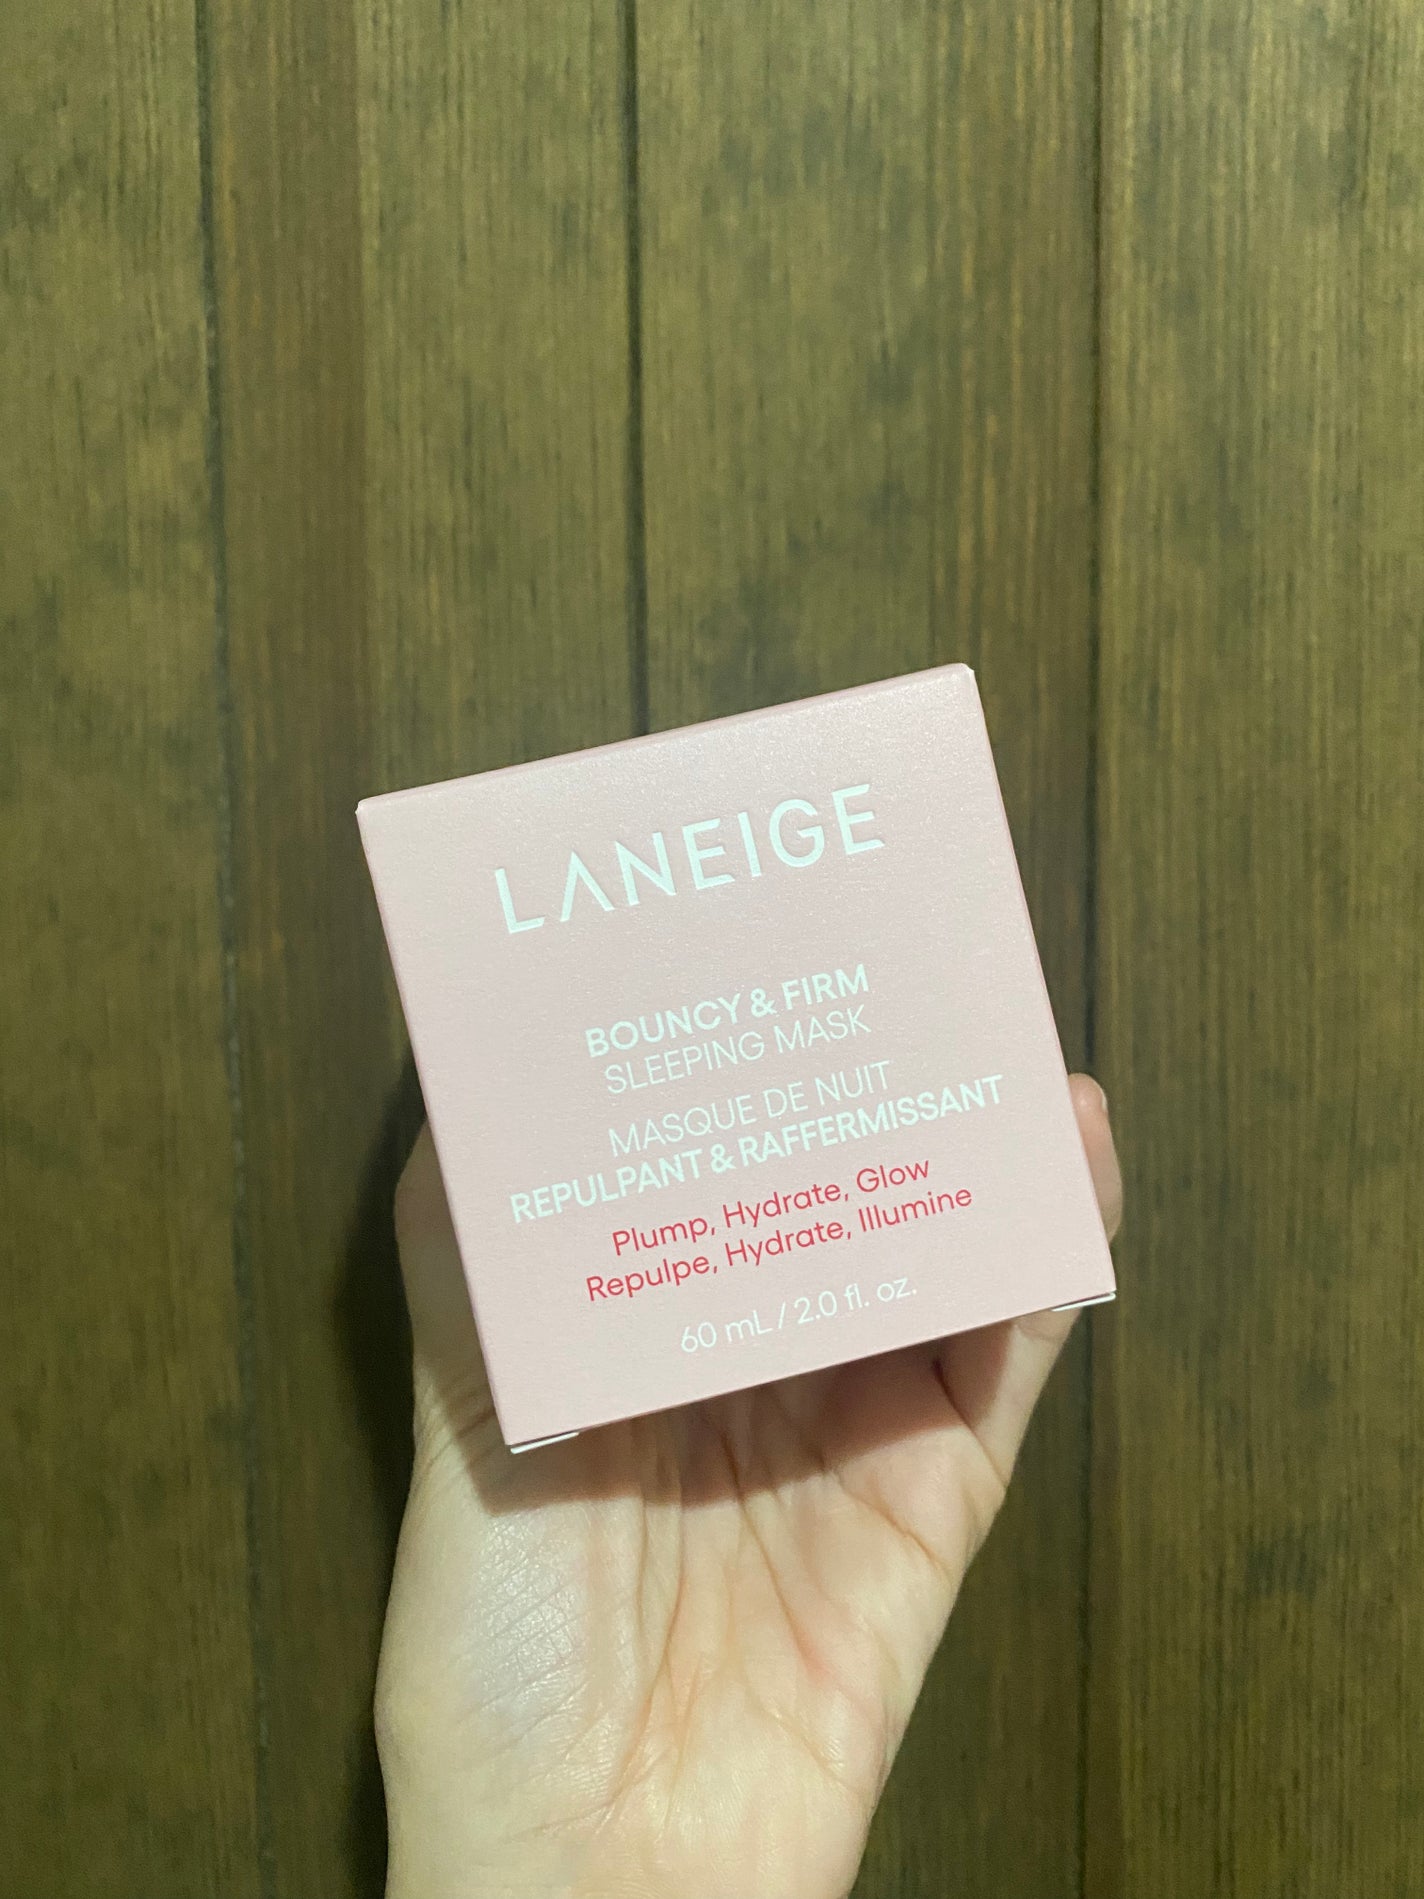 LANEIGE
BOUNCY & FIRM
SLEEPING MASK
MASQUE DE NUIT
REPULPANT & RAFFERMISSANT
Plump, Hydrate, Glow
Repulpe, Hydrate, Illumine
60 mL / 2.0 fl. oz.